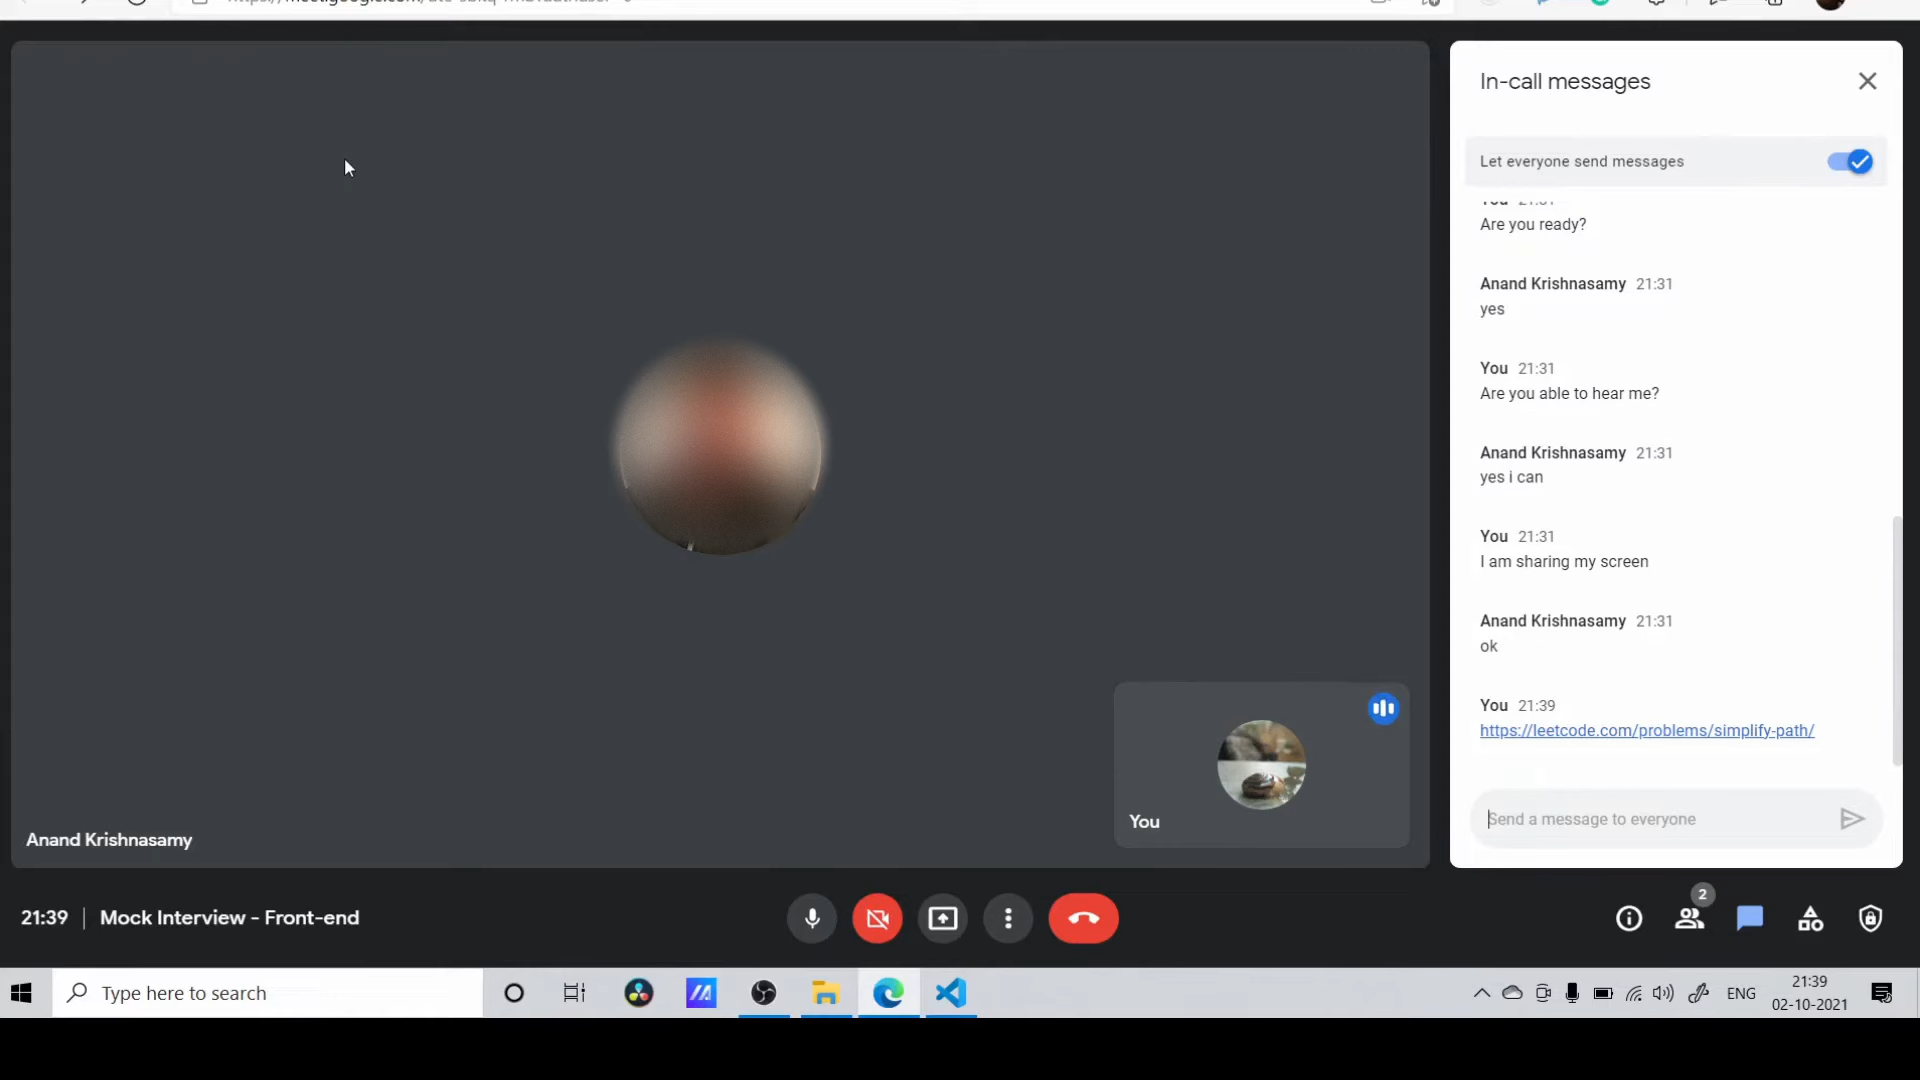 In-call messages
Let everyone send messages
You 21:31
Are you ready?
Anand Krishnasamy 21:31
yes
You 21:31
Are you able to hear me?
Anand Krishnasamy 21:31
yes i can
You 21:31
I am sharing my screen
Anand Krishnasamy 21:31
ok
You 21:39
https://leetcode.com/problems/simplify-path/
Send a message to everyone
You
Anand Krishnasamy
21:39 | Mock Interview - Front-end
2
Type here to search
ENG
21:39
02-10-2021